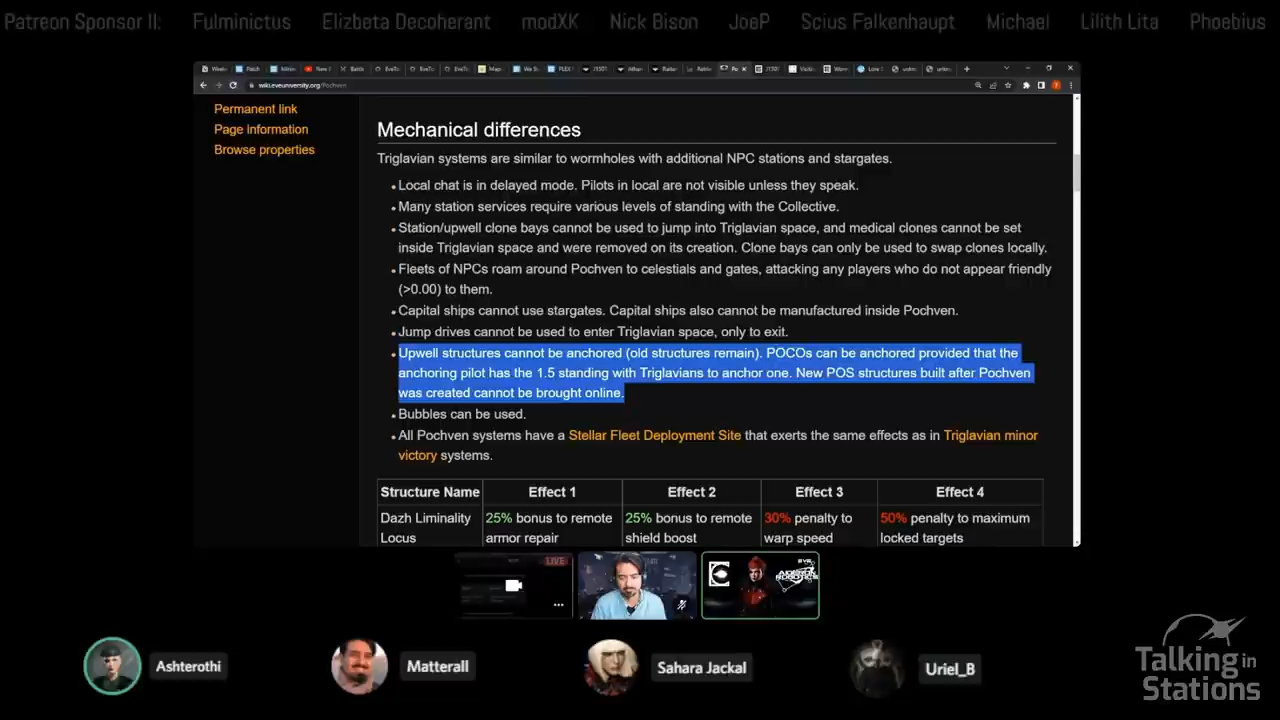 Patreon Sponsor II: Fulminictus Elizbeta Decoherant modXK Nick Bison JoeP Scius Falkenhaupt Michael Lilith Lita Phoebius
wiki.eveuniversity.org/Pochven
Permanent link
Page information
Browse properties
Mechanical differences
Triglavian systems are similar to wormholes with additional NPC stations and stargates.
Local chat is in delayed mode. Pilots in local are not visible unless they speak.
Many station services require various levels of standing with the Collective.
Station/upwell clone bays cannot be used to jump into Triglavian space, and medical clones cannot be set
inside Triglavian space and were removed on its creation. Clone bays can only be used to swap clones locally.
Fleets of NPCs roam around Pochven to celestials and gates, attacking any players who do not appear friendly
(>0.00) to them.
Capital ships cannot use stargates. Capital ships also cannot be manufactured inside Pochven.
Jump drives cannot be used to enter Triglavian space, only to exit.
Upwell structures cannot be anchored (old structures remain). POCOs can be anchored provided that the
anchoring pilot has the 1.5 standing with Triglavians to anchor one. New POS structures built after Pochven
was created cannot be brought online.
Bubbles can be used.
All Pochven systems have a Stellar Fleet Deployment Site that exerts the same effects as in Triglavian minor
victory systems.
Structure Name Effect 1 Effect 2 Effect 3 Effect 4
Dazh Liminality 25% bonus to remote 25% bonus to remote 30% penalty to 50% penalty to maximum
Locus armor repair shield boost warp speed locked targets
LIVE
Ashterothi Matterall Sahara Jackal Uriel_B
Talking in
Stations